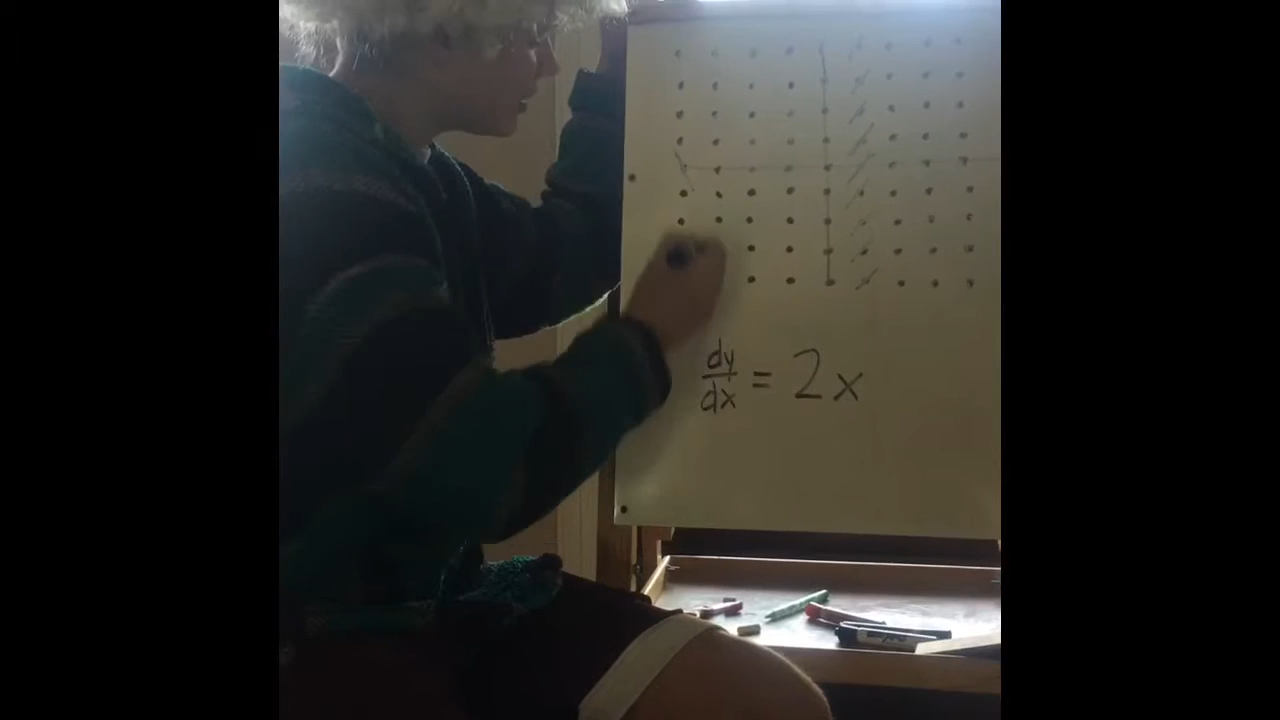 dy/dx = 2x